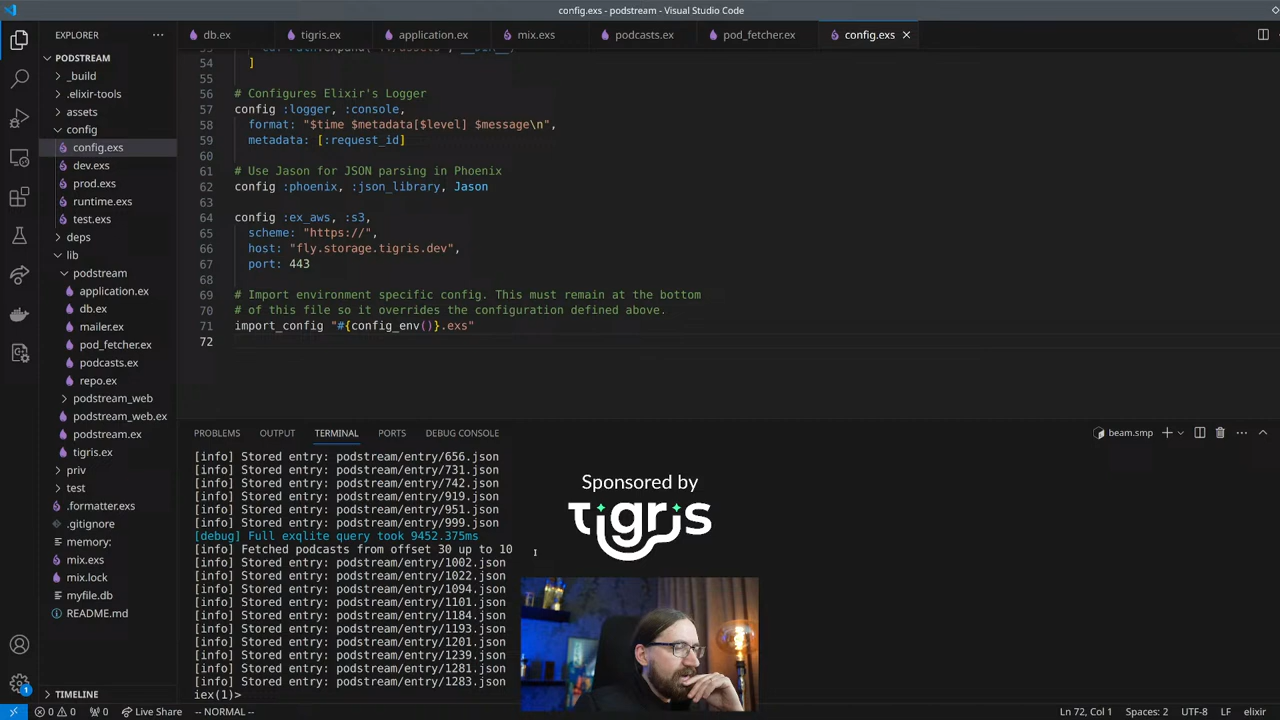 config.exs - podstream - Visual Studio Code
EXPLORER
db.ex
tigris.ex
application.ex
mix.exs
podcasts.ex
pod_fetcher.ex
config.exs
PODSTREAM
_build
.elixir-tools
assets
config
config.exs
dev.exs
prod.exs
runtime.exs
test.exs
deps
lib
podstream
application.ex
db.ex
mailer.ex
pod_fetcher.ex
podcasts.ex
repo.ex
podstream_web
podstream_web.ex
podstream.ex
tigris.ex
priv
test
.formatter.exs
.gitignore
memory:
mix.exs
mix.lock
myfile.db
README.md
TIMELINE
54 ]
55
56 # Configures Elixir's Logger
57 config :logger, :console,
58 format: "$time $metadata[$level] $message\n",
59 metadata: [:request_id]
60
61 # Use Jason for JSON parsing in Phoenix
62 config :phoenix, :json_library, Jason
63
64 config :ex_aws, :s3,
65 scheme: "https://",
66 host: "fly.storage.tigris.dev",
67 port: 443
68
69 # Import environment specific config. This must remain at the bottom
70 # of this file so it overrides the configuration defined above.
71 import_config "#{config_env()}.exs"
72
PROBLEMS OUTPUT TERMINAL PORTS DEBUG CONSOLE
beam.smp
[info] Stored entry: podstream/entry/656.json
[info] Stored entry: podstream/entry/731.json
[info] Stored entry: podstream/entry/742.json
[info] Stored entry: podstream/entry/919.json
[info] Stored entry: podstream/entry/951.json
[info] Stored entry: podstream/entry/999.json
[debug] Full exqlite query took 9452.375ms
[info] Fetched podcasts from offset 30 up to 10
[info] Stored entry: podstream/entry/1002.json
[info] Stored entry: podstream/entry/1022.json
[info] Stored entry: podstream/entry/1094.json
[info] Stored entry: podstream/entry/1101.json
[info] Stored entry: podstream/entry/1184.json
[info] Stored entry: podstream/entry/1193.json
[info] Stored entry: podstream/entry/1201.json
[info] Stored entry: podstream/entry/1239.json
[info] Stored entry: podstream/entry/1281.json
[info] Stored entry: podstream/entry/1283.json
iex(1)>
Sponsored by
tigris
1
0 0 0 Live Share -- NORMAL --
Ln 72, Col 1 Spaces: 2 UTF-8 LF elixir